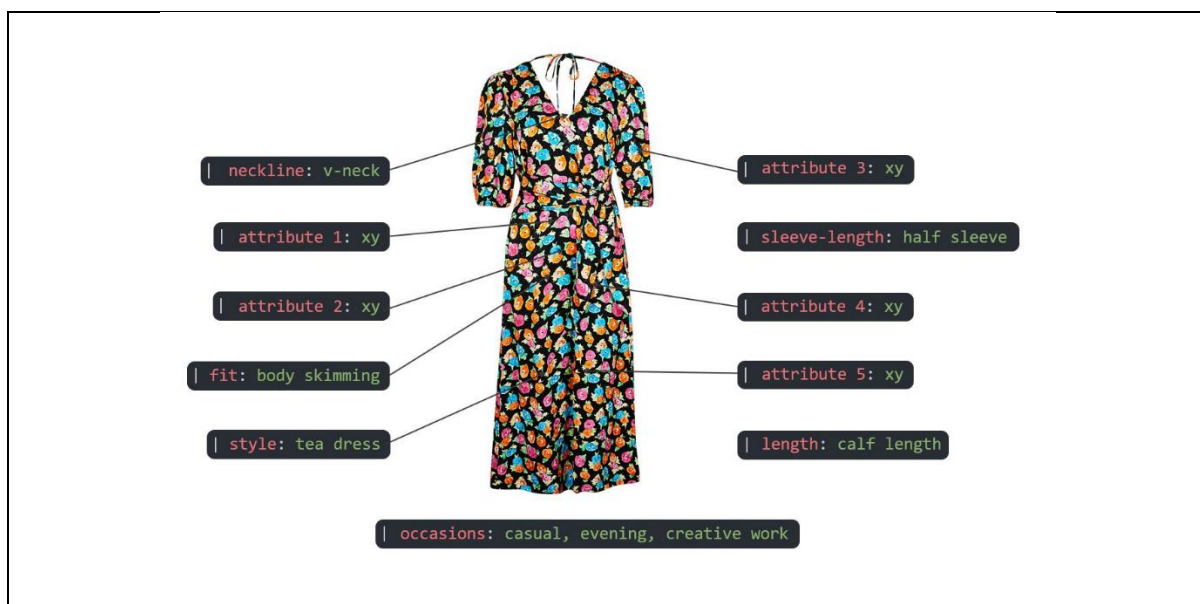 | neckline: v-neck
| attribute 3: xy
| attribute 1: xy
| sleeve-length: half sleeve
| attribute 2: xy
| attribute 4: xy
| fit: body skimming
| attribute 5: xy
| style: tea dress
| length: calf length
| occasions: casual, evening, creative work